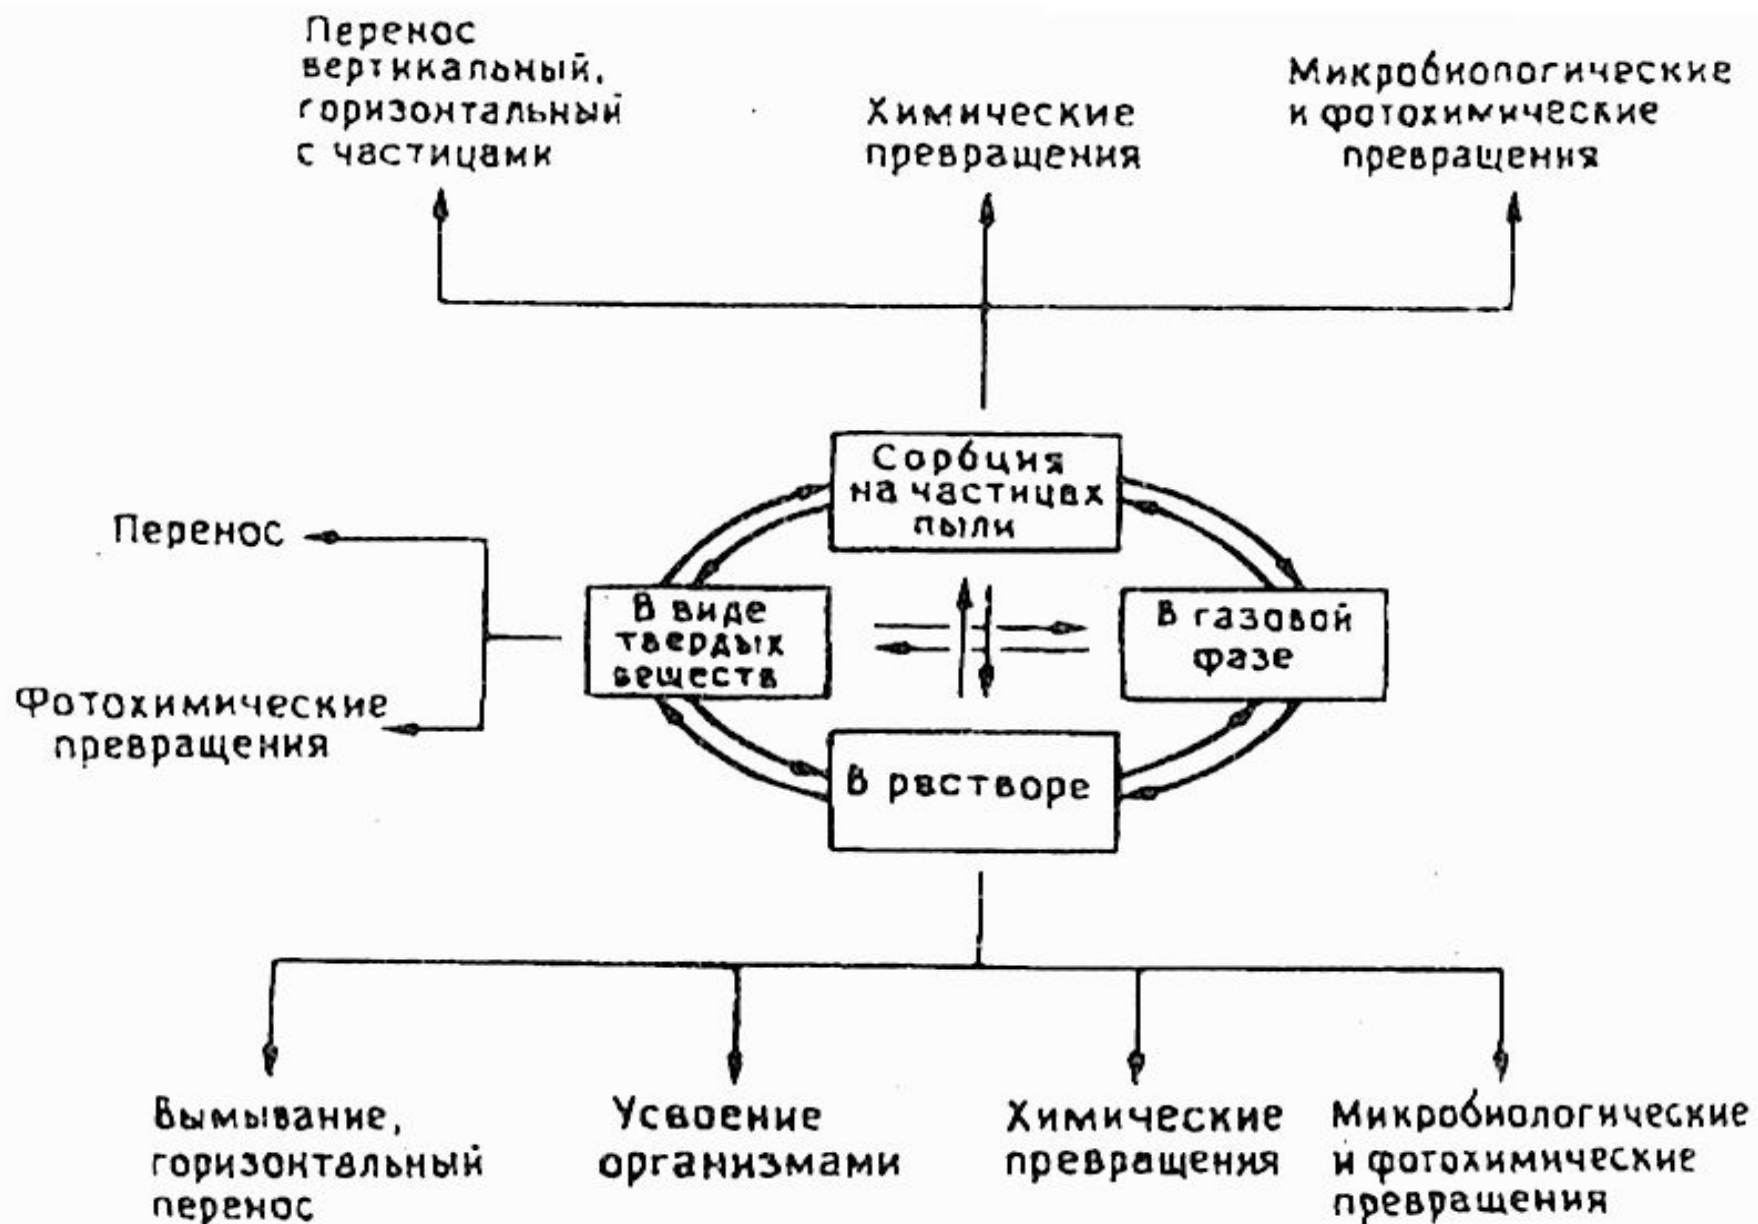 Перенос
вертикальный,
горизонтальный
с частицами
Химические
превращения
Микробиологические
и фотохимические
превращения
Сорбция
на частицах
пыли
Перенос
В виде
твердых
веществ
В газовой
фазе
Фотохимические
превращения
В растворе
Вымывание,
горизонтальный
перенос
Усвоение
организмами
Химические
превращения
Микробиологические
и фотохимические
превращения